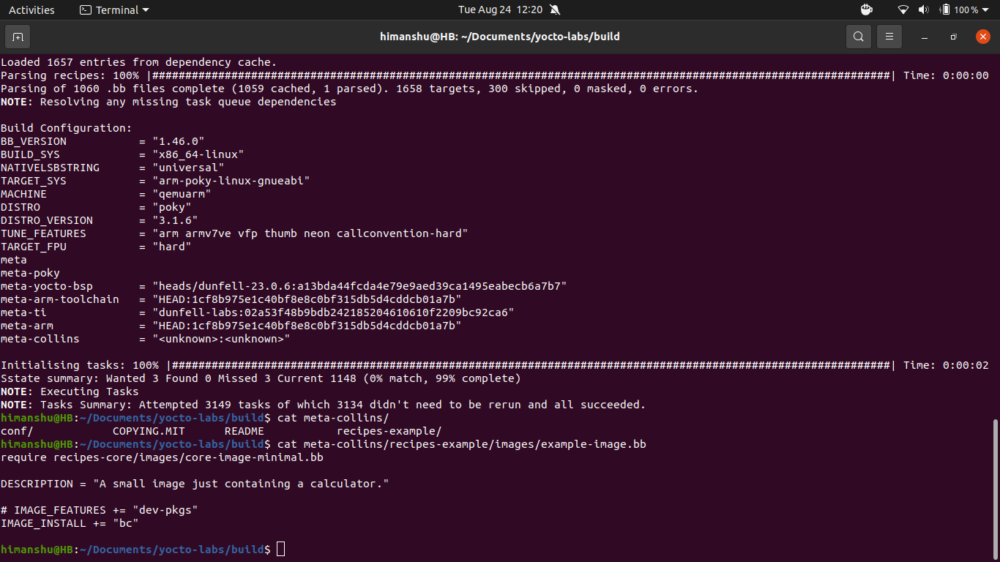 Activities Terminal Tue Aug 24 12:20 100 %
himanshu@HB: ~/Documents/yocto-labs/build
Loaded 1657 entries from dependency cache.
Parsing recipes: 100% |################################################################################################################| Time: 0:00:00
Parsing of 1060 .bb files complete (1059 cached, 1 parsed). 1658 targets, 300 skipped, 0 masked, 0 errors.
NOTE: Resolving any missing task queue dependencies
Build Configuration:
BB_VERSION           = "1.46.0"
BUILD_SYS            = "x86_64-linux"
NATIVELSBSTRING      = "universal"
TARGET_SYS           = "arm-poky-linux-gnueabi"
MACHINE              = "qemuarm"
DISTRO               = "poky"
DISTRO_VERSION       = "3.1.6"
TUNE_FEATURES        = "arm armv7ve vfp thumb neon callconvention-hard"
TARGET_FPU           = "hard"
meta
meta-poky
meta-yocto-bsp       = "heads/dunfell-23.0.6:a13bda44fcda4e79e9aed39ca1495eabecb6a7b7"
meta-arm-toolchain   = "HEAD:1cf8b975e1c40bf8e8c0bf315db5d4cddcb01a7b"
meta-ti              = "dunfell-labs:02a53f48b9bdb242185204610610f2209bc92ca6"
meta-arm             = "HEAD:1cf8b975e1c40bf8e8c0bf315db5d4cddcb01a7b"
meta-collins         = "<unknown>:<unknown>"
Initialising tasks: 100% |#############################################################################################################| Time: 0:00:02
Sstate summary: Wanted 3 Found 0 Missed 3 Current 1148 (0% match, 99% complete)
NOTE: Executing Tasks
NOTE: Tasks Summary: Attempted 3149 tasks of which 3134 didn't need to be rerun and all succeeded.
himanshu@HB:~/Documents/yocto-labs/build$ cat meta-collins/
conf/            COPYING.MIT      README           recipes-example/
himanshu@HB:~/Documents/yocto-labs/build$ cat meta-collins/recipes-example/images/example-image.bb
require recipes-core/images/core-image-minimal.bb
DESCRIPTION = "A small image just containing a calculator."
# IMAGE_FEATURES += "dev-pkgs"
IMAGE_INSTALL += "bc"
himanshu@HB:~/Documents/yocto-labs/build$